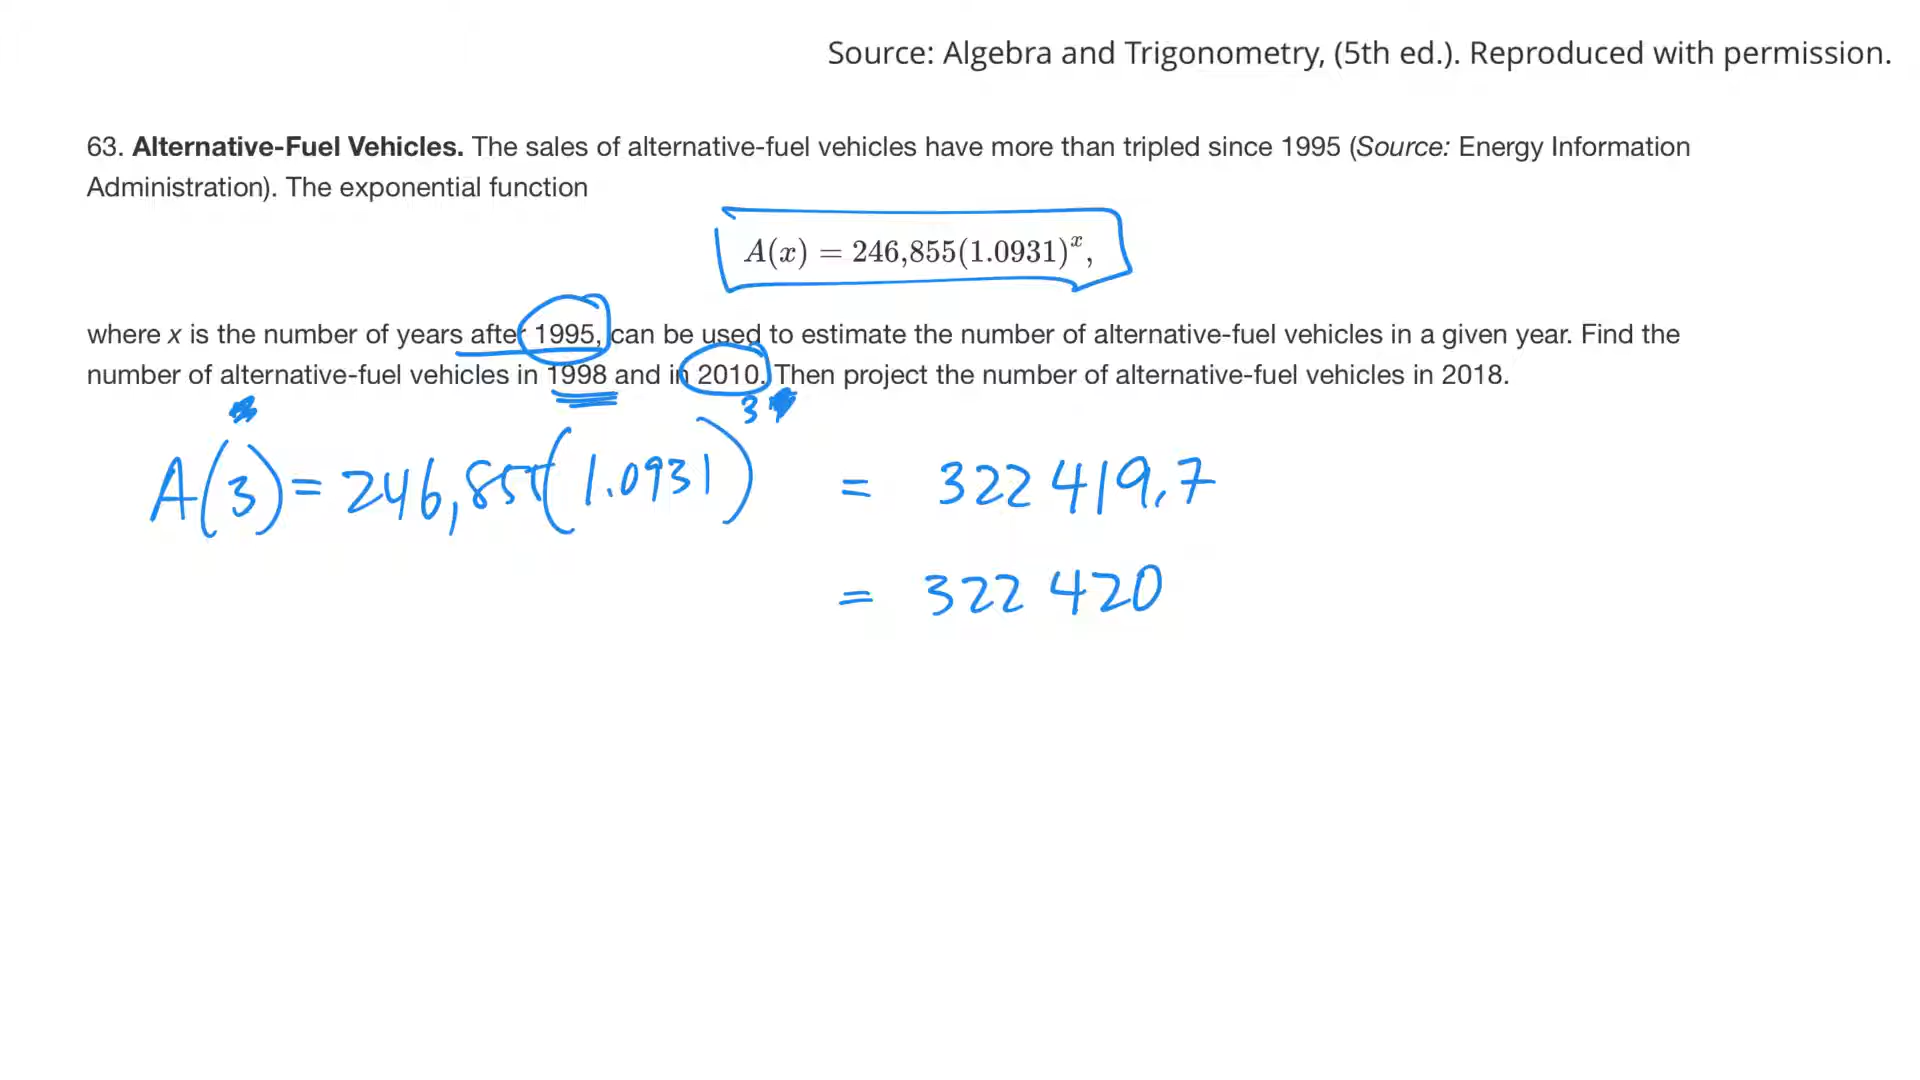 Source: Algebra and Trigonometry, (5th ed.). Reproduced with permission.
63. Alternative-Fuel Vehicles. The sales of alternative-fuel vehicles have more than tripled since 1995 (Source: Energy Information
Administration). The exponential function
A(x) = 246,855(1.0931)^x,
where x is the number of years after 1995, can be used to estimate the number of alternative-fuel vehicles in a given year. Find the
number of alternative-fuel vehicles in 1998 and in 2010. Then project the number of alternative-fuel vehicles in 2018.
A(3) = 246,855(1.0931)^3 = 322 419.7
= 322 420